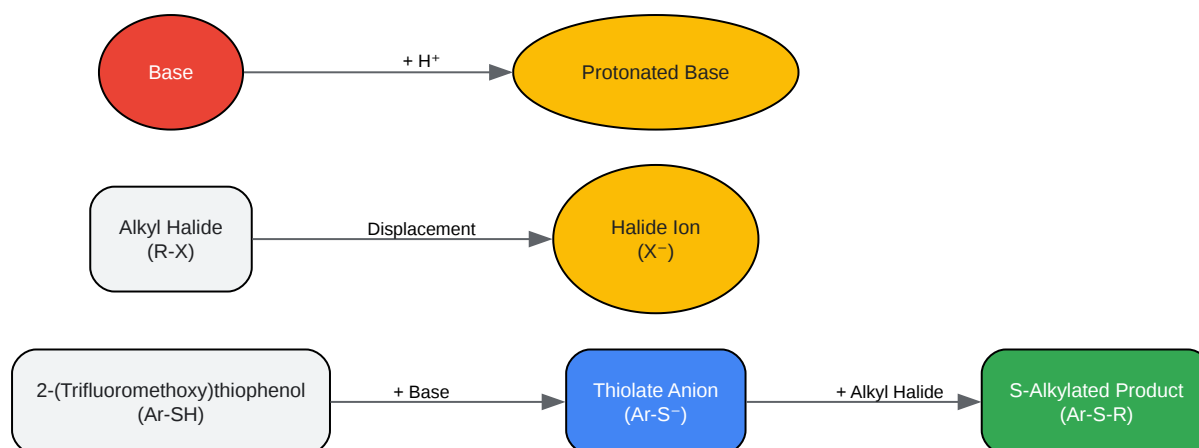 Base
+ H⁺
Protonated Base
Alkyl Halide
(R-X)
Displacement
Halide Ion
(X⁻)
2-(Trifluoromethoxy)thiophenol
(Ar-SH)
+ Base
Thiolate Anion
(Ar-S⁻)
+ Alkyl Halide
S-Alkylated Product
(Ar-S-R)